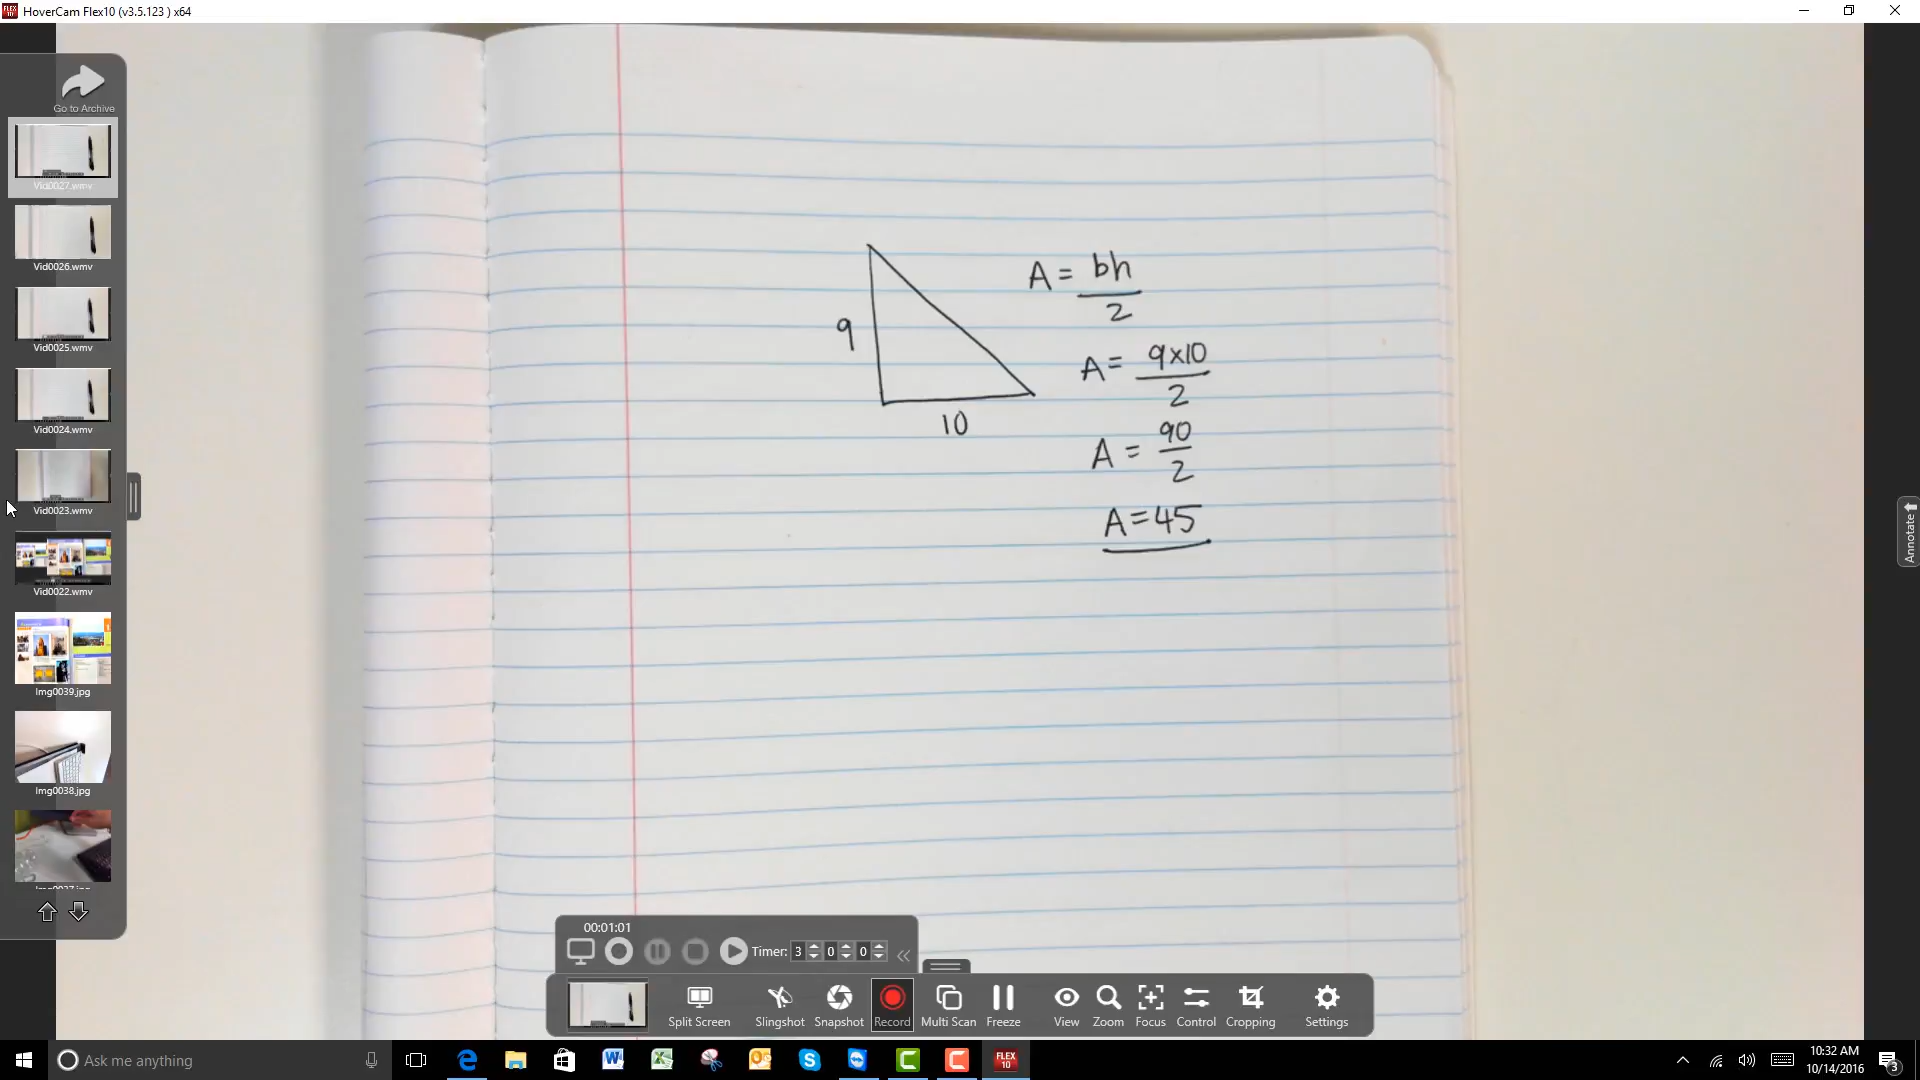 HoverCam Flex10 (v3.5.123 ) x64
Go to Archive
Vid0027.wmv
Vid0026.wmv
Vid0025.wmv
Vid0024.wmv
Vid0023.wmv
Vid0022.wmv
Img0039.jpg
Img0038.jpg
A = bh
2
9
A = 9x10
2
10
A = 90
2
A = 45
Annotate
00:01:01
Timer: 3 0 0
Split Screen
Slingshot
Snapshot
Record
Multi Scan
Freeze
View
Zoom
Focus
Control
Cropping
Settings
Ask me anything
FLEX
10
10:32 AM
10/14/2016
3